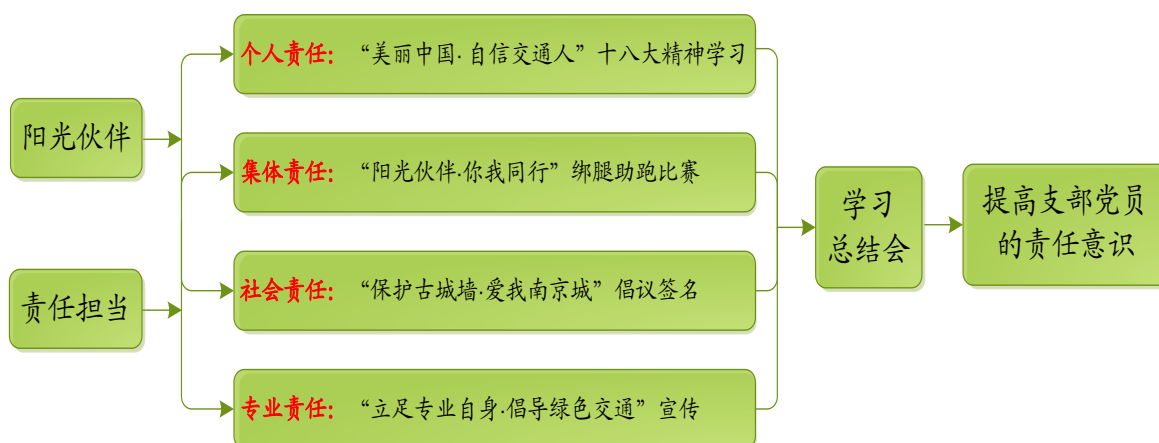 阳光伙伴
责任担当
个人责任：“美丽中国·自信交通人”十八大精神学习
集体责任：“阳光伙伴·你我同行”绑腿助跑比赛
社会责任：“保护古城墙·爱我南京城”倡议签名
专业责任：“立足专业自身·倡导绿色交通”宣传
学习
总结会
提高支部党员
的责任意识